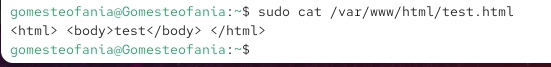 gomesteofania@Gomesteofania:~$ sudo cat /var/www/html/test.html
<html> <body>test</body> </html>
gomesteofania@Gomesteofania:~$